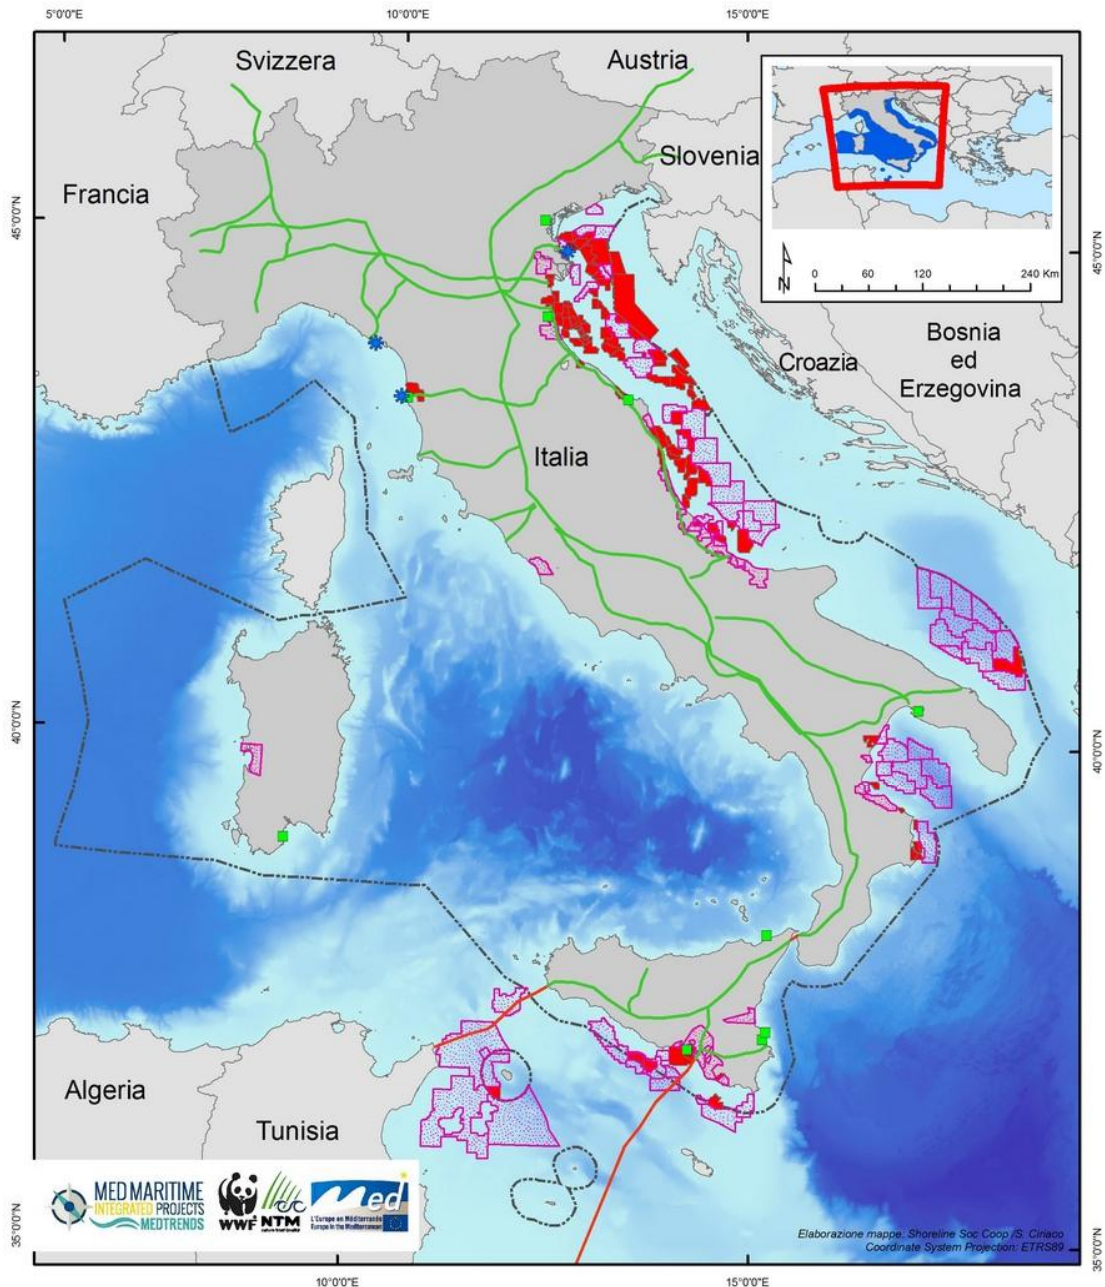 5°0'0"E
10°0'0"E
15°0'0"E
Svizzera
Austria
Slovenia
Francia
45°0'0"N
45°0'0"N
0 60 120 240 Km
Bosnia
ed
Erzegovina
Croazia
Italia
40°0'0"N
40°0'0"N
Algeria
Tunisia
MED MARITIME
INTEGRATED PROJECTS
MEDTRENDS
WWF
NTM
Med
L'Europe en Méditerranée
Europe in the Mediterranean
Elaborazione mappe: Shoreline Soc Coop /S. Ciriaco
Coordinate System Projection: ETRS89
35°0'0"N
35°0'0"N
10°0'0"E
15°0'0"E